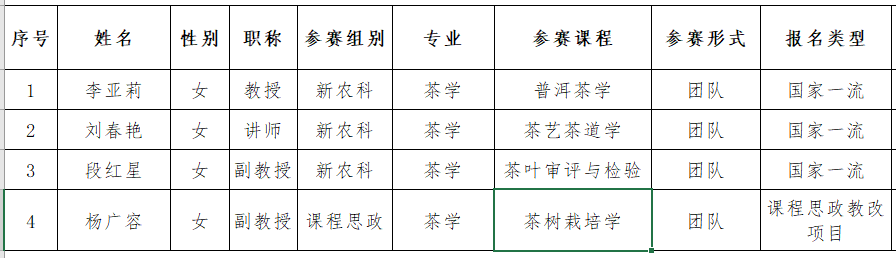 序号 姓名 性别 职称 参赛组别 专业 参赛课程 参赛形式 报名类型
1 李亚莉 女 教授 新农科 茶学 普洱茶学 团队 国家一流
2 刘春艳 女 讲师 新农科 茶学 茶艺茶道学 团队 国家一流
3 段红星 女 副教授 新农科 茶学 茶叶审评与检验 团队 国家一流
4 杨广容 女 副教授 课程思政 茶学 茶树栽培学 团队 课程思政教改
项目